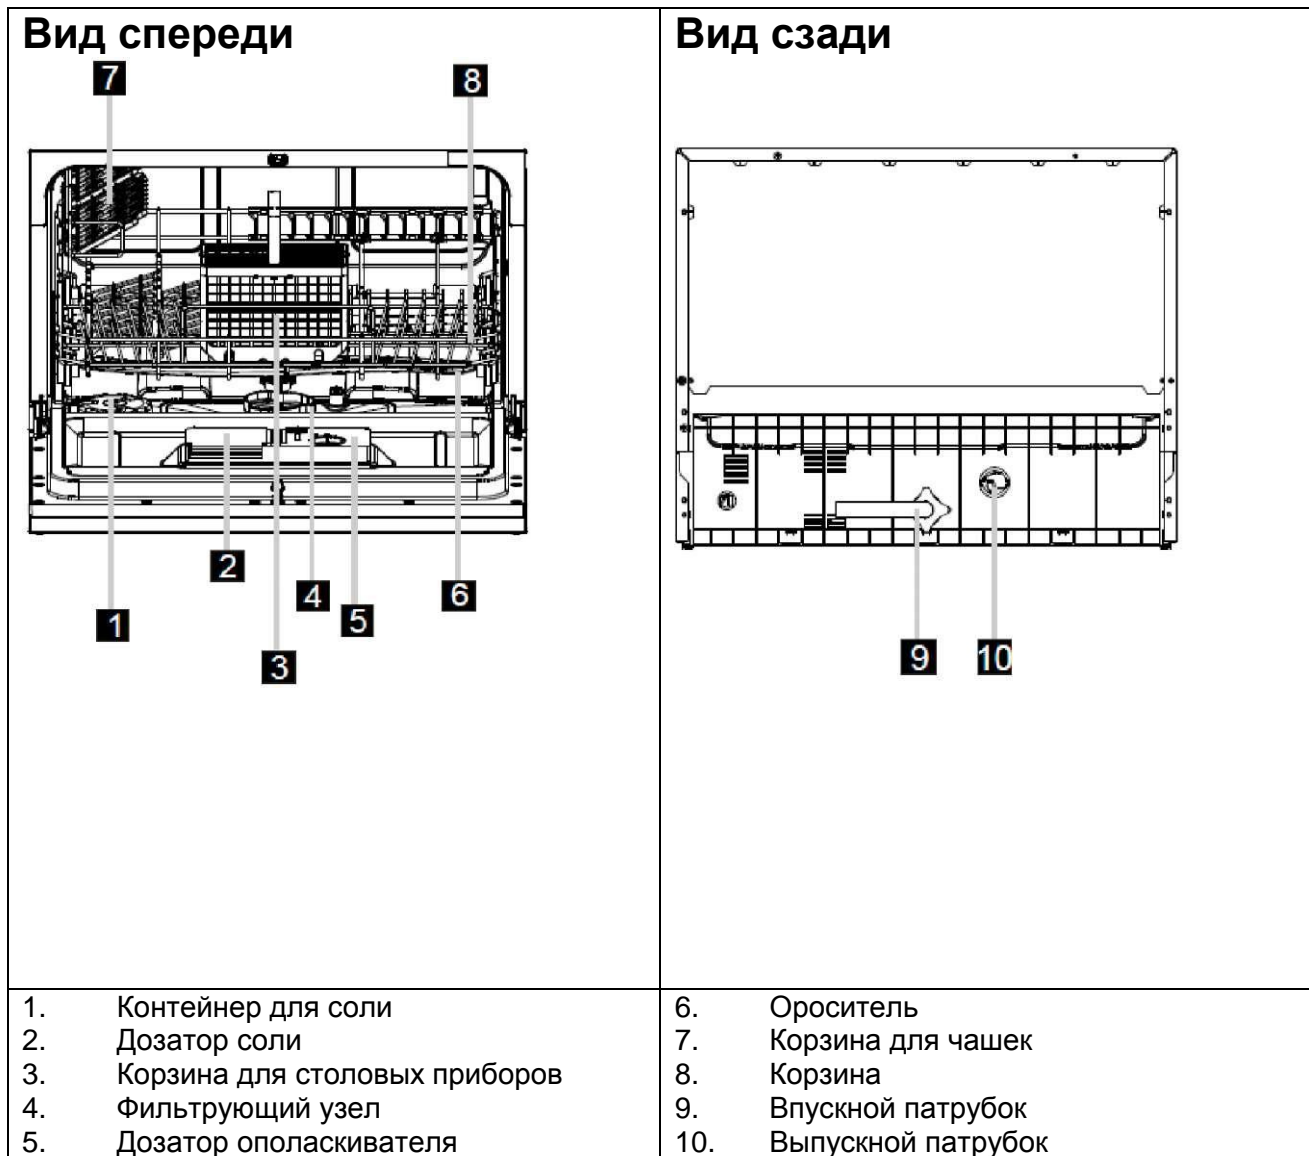 Вид спереди
7
8
2
4
6
5
1
3
Вид сзади
9
10
1. Контейнер для соли
2. Дозатор соли
3. Корзина для столовых приборов
4. Фильтрующий узел
5. Дозатор ополаскивателя
6. Ороситель
7. Корзина для чашек
8. Корзина
9. Впускной патрубок
10. Выпускной патрубок